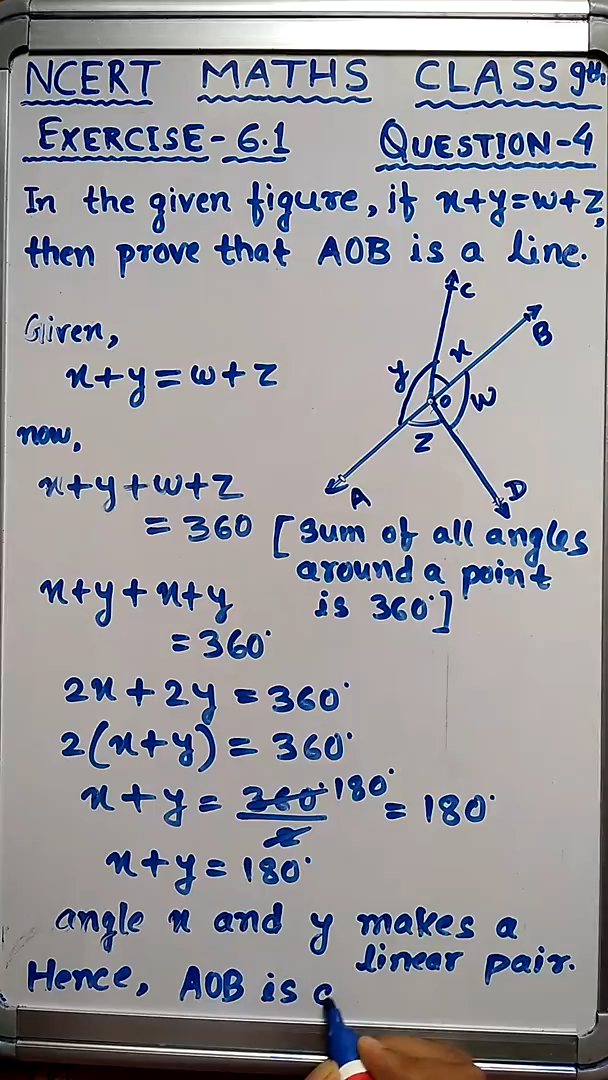 NCERT MATHS CLASS 9th
EXERCISE-6.1 QUESTION-4
In the given figure, if x+y=w+z,
then prove that AOB is a line.
C
B
x
y
O
W
Z
A
D
Given,
x+y=w+z
now,
x+y+w+z
= 360 [Sum of all angles
around a point
is 360°]
x+y+x+y
= 360°
2x+2y = 360°
2(x+y) = 360°
x+y = 360/2 180° = 180°
x+y = 180°
angle x and y makes a
linear pair.
Hence, AOB is a